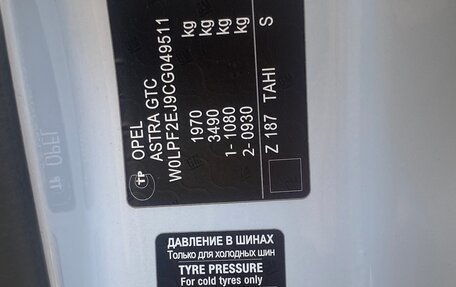 OPEL
ASTRA GTC
W0LPF2EJ9CG049511
1970 kg
3490 kg
1- 1080 kg
2- 0930 kg
Z 187 TAHI S
ДАВЛЕНИЕ В ШИНАХ
Только для холодных шин
TYRE PRESSURE
For cold tyres only